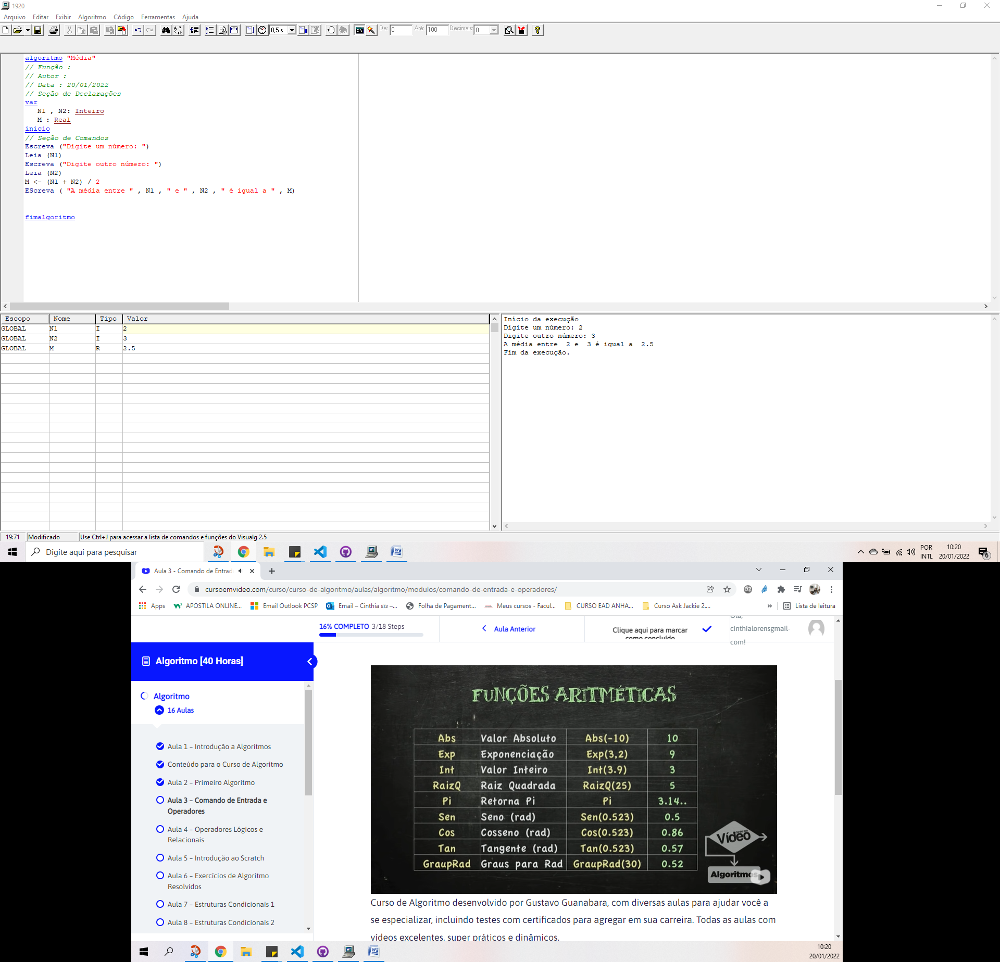 1920
Arquivo Editar Exibir Algoritmo Código Ferramentas Ajuda
0,5 s De: 0 Até: 100 Decimais: 0
algoritmo "Média"
// Função :
// Autor :
// Data : 20/01/2022
// Seção de Declarações
var
N1 , N2: Inteiro
M : Real
inicio
// Seção de Comandos
Escreva ("Digite um número: ")
Leia (N1)
Escreva ("Digite outro número: ")
Leia (N2)
M <- (N1 + N2) / 2
EScreva ( "A média entre " , N1 , " e " , N2 , " é igual a " , M)
fimalgoritmo
Escopo Nome Tipo Valor
GLOBAL N1 I 2
GLOBAL N2 I 3
GLOBAL M R 2.5
Início da execução
Digite um número: 2
Digite outro número: 3
A média entre  2 e  3 é igual a  2.5
Fim da execução.
19:71 Modificado Use Ctrl+J para acessar a lista de comandos e funções do Visualg 2.5
Digite aqui para pesquisar
POR INTL
10:20
20/01/2022
6
Aula 3 - Comando de Entrad
cursoemvideo.com/curso/curso-de-algoritmo/aulas/algoritmo/modulos/comando-de-entrada-e-operadores/
Apps APOSTILA ONLINE... Email Outlook PCSP Email – Cinthia εïз –... Folha de Pagament... Meus cursos - Facul... CURSO EAD ANHA... Curso Ask Jackie 2.... » Lista de leitura
16% COMPLETO 3/18 Steps
Aula Anterior
Clique aqui para marcar
como concluído
Olá,
cinthialorensgmail-
com!
Algoritmo [40 Horas]
Algoritmo
16 Aulas
Aula 1 – Introdução a Algoritmos
Conteúdo para o Curso de Algoritmo
Aula 2 – Primeiro Algoritmo
Aula 3 – Comando de Entrada e
Operadores
Aula 4 – Operadores Lógicos e
Relacionais
Aula 5 – Introdução ao Scratch
Aula 6 – Exercícios de Algoritmo
Resolvidos
Aula 7 – Estruturas Condicionais 1
Aula 8 – Estruturas Condicionais 2
FUNÇÕES ARITMÉTICAS
Abs Valor Absoluto Abs(-10) 10
Exp Exponenciação Exp(3,2) 9
Int Valor Inteiro Int(3.9) 3
RaizQ Raiz Quadrada RaizQ(25) 5
Pi Retorna Pi Pi 3.14..
Sen Seno (rad) Sen(0.523) 0.5
Cos Cosseno (rad) Cos(0.523) 0.86
Tan Tangente (rad) Tan(0.523) 0.57
GraupRad Graus para Rad GraupRad(30) 0.52
Vídeo
Algoritmos
Curso de Algoritmo desenvolvido por Gustavo Guanabara, com diversas aulas para ajudar você a
se especializar, incluindo testes com certificados para agregar em sua carreira. Todas as aulas com
vídeos excelentes, super práticos e dinâmicos.
10:20
20/01/2022